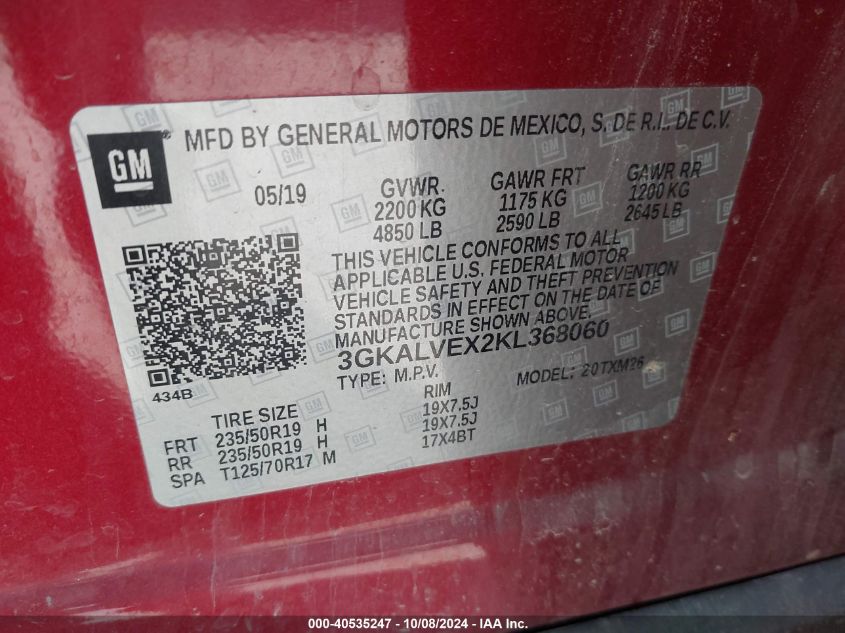 GM
MFD BY GENERAL MOTORS DE MEXICO, S. DE R.L. DE C.V.
05/19
GVWR. GAWR FRT GAWR RR
2200 KG 1175 KG 1200 KG
4850 LB 2590 LB 2645 LB
THIS VEHICLE CONFORMS TO ALL
APPLICABLE U.S. FEDERAL MOTOR
VEHICLE SAFETY AND THEFT PREVENTION
STANDARDS IN EFFECT ON THE DATE OF
MANUFACTURE SHOWN ABOVE.
3GKALVEX2KL368060
TYPE: M.P.V. MODEL: 20TXM26
434B
TIRE SIZE RIM
FRT 235/50R19 H 19X7.5J
RR 235/50R19 H 19X7.5J
SPA T125/70R17 M 17X4BT
000-40535247 - 10/08/2024 - IAA Inc.